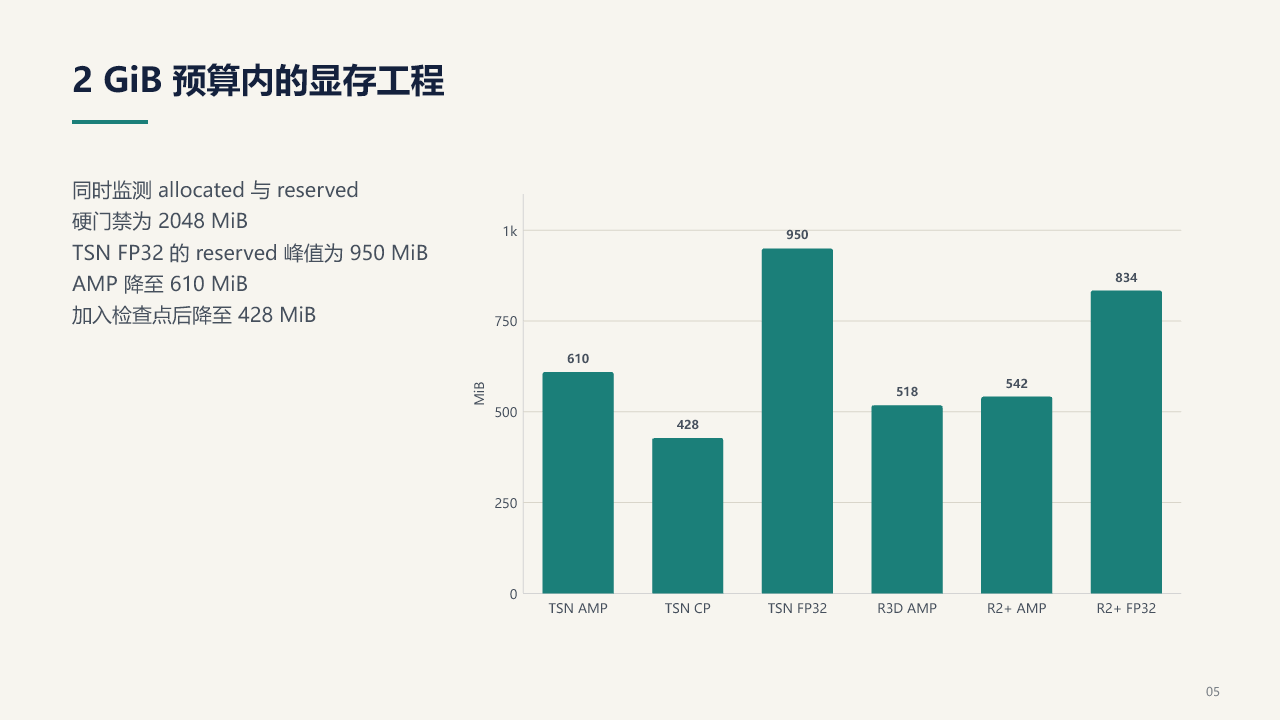 2 GiB 预算内的显存工程
同时监测 allocated 与 reserved
硬门禁为 2048 MiB
TSN FP32 的 reserved 峰值为 950 MiB
AMP 降至 610 MiB
加入检查点后降至 428 MiB
MiB
1k
750
500
250
0
610
428
950
518
542
834
TSN AMP
TSN CP
TSN FP32
R3D AMP
R2+ AMP
R2+ FP32
05